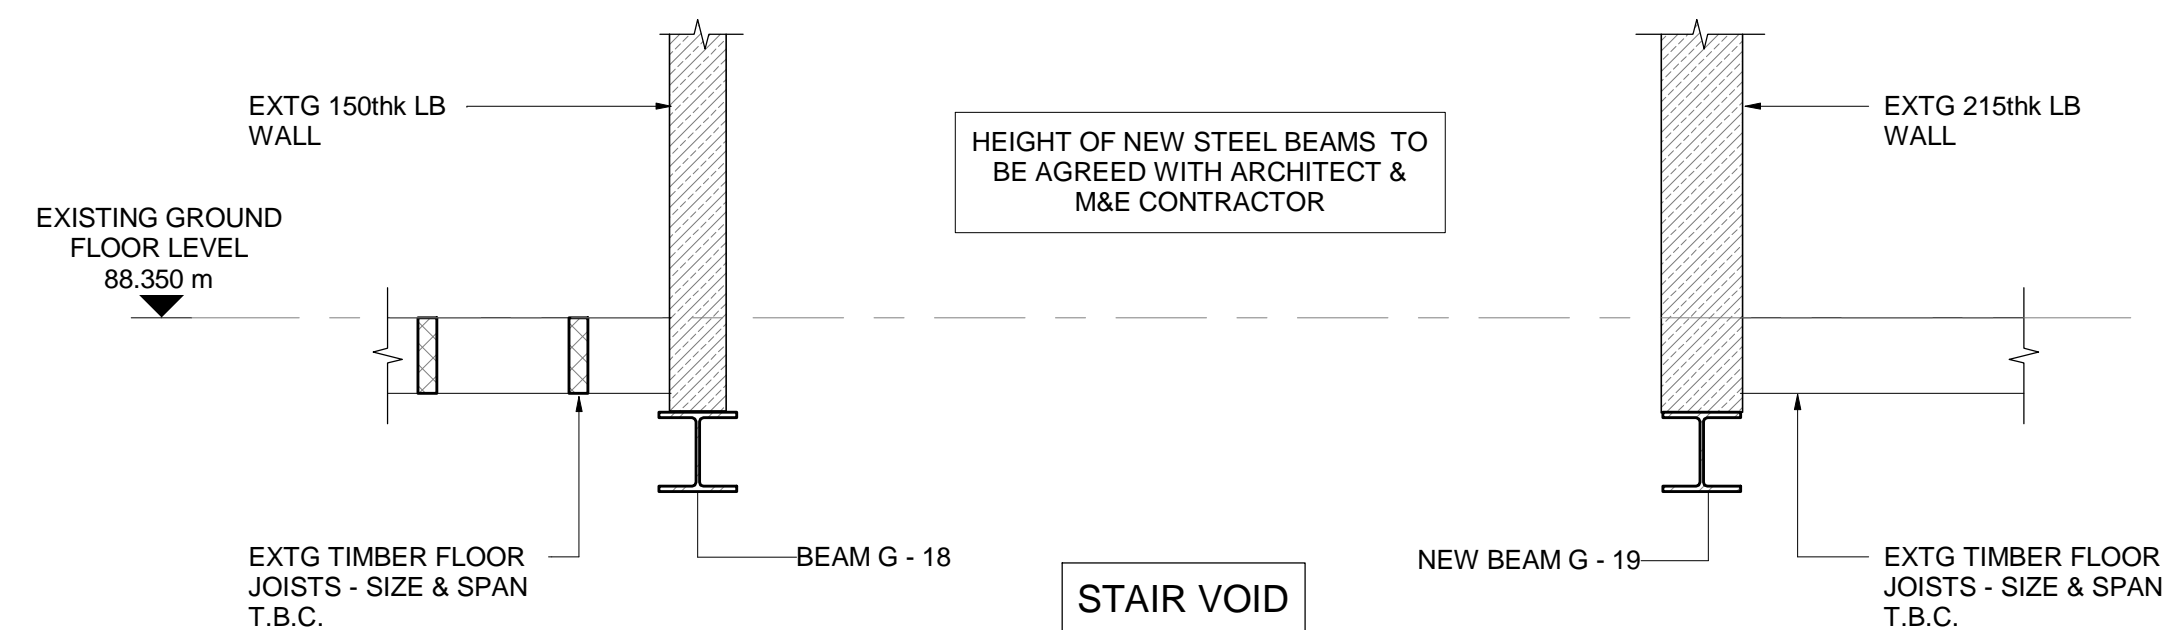 EXTG 150thk LB
WALL
HEIGHT OF NEW STEEL BEAMS TO
BE AGREED WITH ARCHITECT &
M&E CONTRACTOR
EXTG 215thk LB
WALL
EXISTING GROUND
FLOOR LEVEL
88.350 m
EXTG TIMBER FLOOR
JOISTS - SIZE & SPAN
T.B.C.
BEAM G - 18
STAIR VOID
NEW BEAM G - 19
EXTG TIMBER FLOOR
JOISTS - SIZE & SPAN
T.B.C.